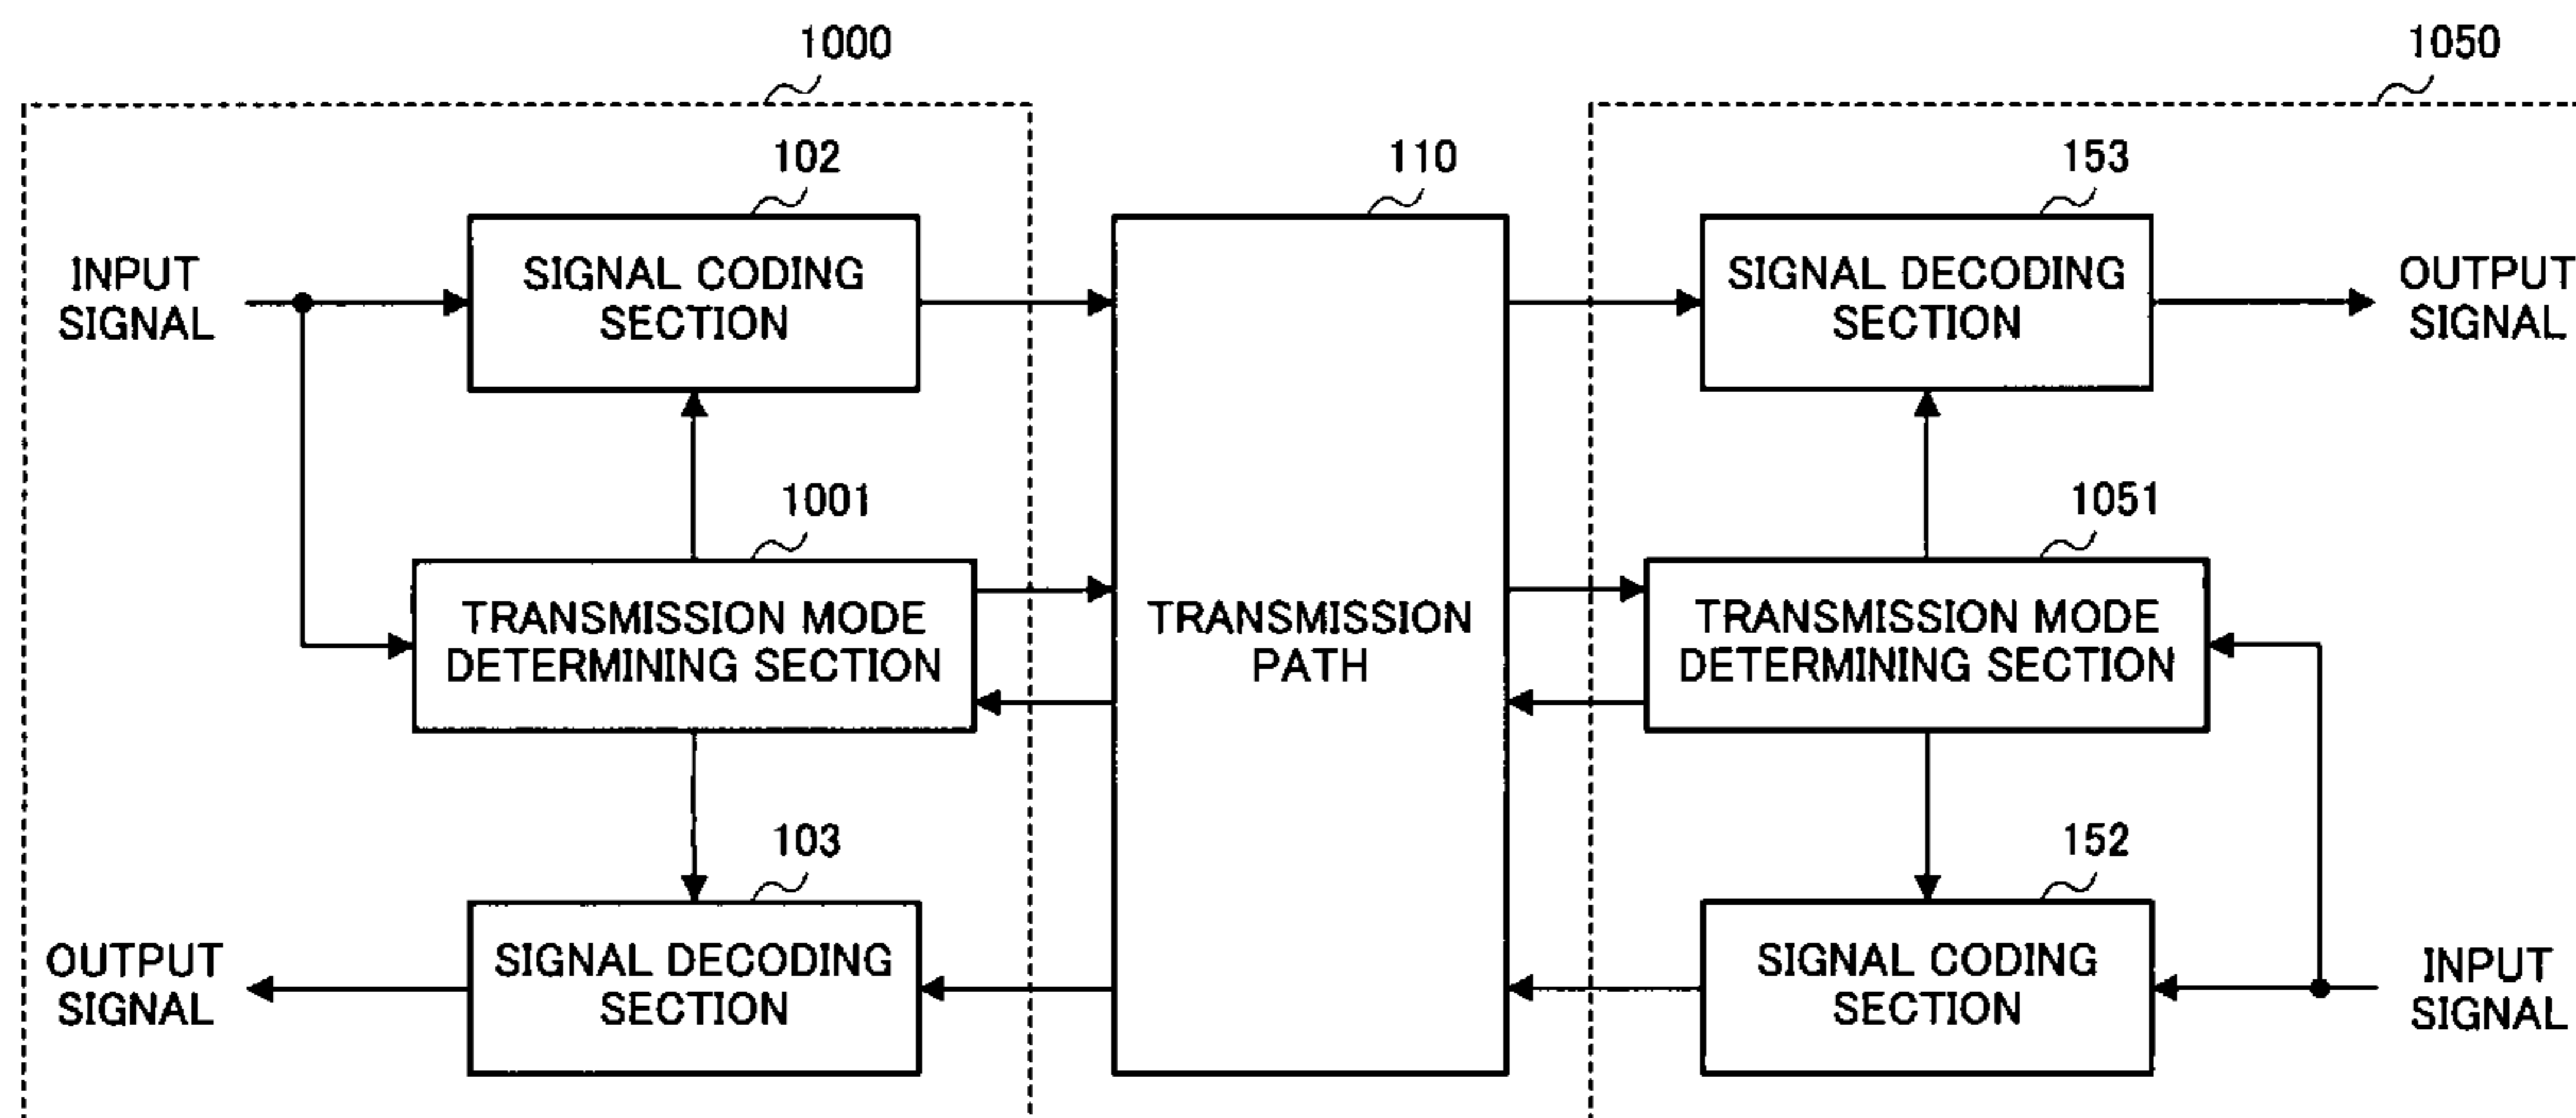 1000
1050
102
110
153
INPUT
SIGNAL
SIGNAL CODING
SECTION
SIGNAL DECODING
SECTION
OUTPUT
SIGNAL
1001
1051
TRANSMISSION MODE
DETERMINING SECTION
TRANSMISSION
PATH
TRANSMISSION MODE
DETERMINING SECTION
103
152
OUTPUT
SIGNAL
SIGNAL DECODING
SECTION
SIGNAL CODING
SECTION
INPUT
SIGNAL